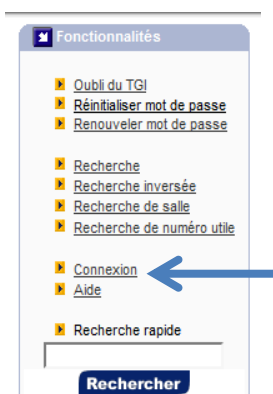 Fonctionnalités
Oubli du TGI
Réinitialiser mot de passe
Renouveler mot de passe
Recherche
Recherche inversée
Recherche de salle
Recherche de numéro utile
Connexion
Aide
Recherche rapide
Rechercher